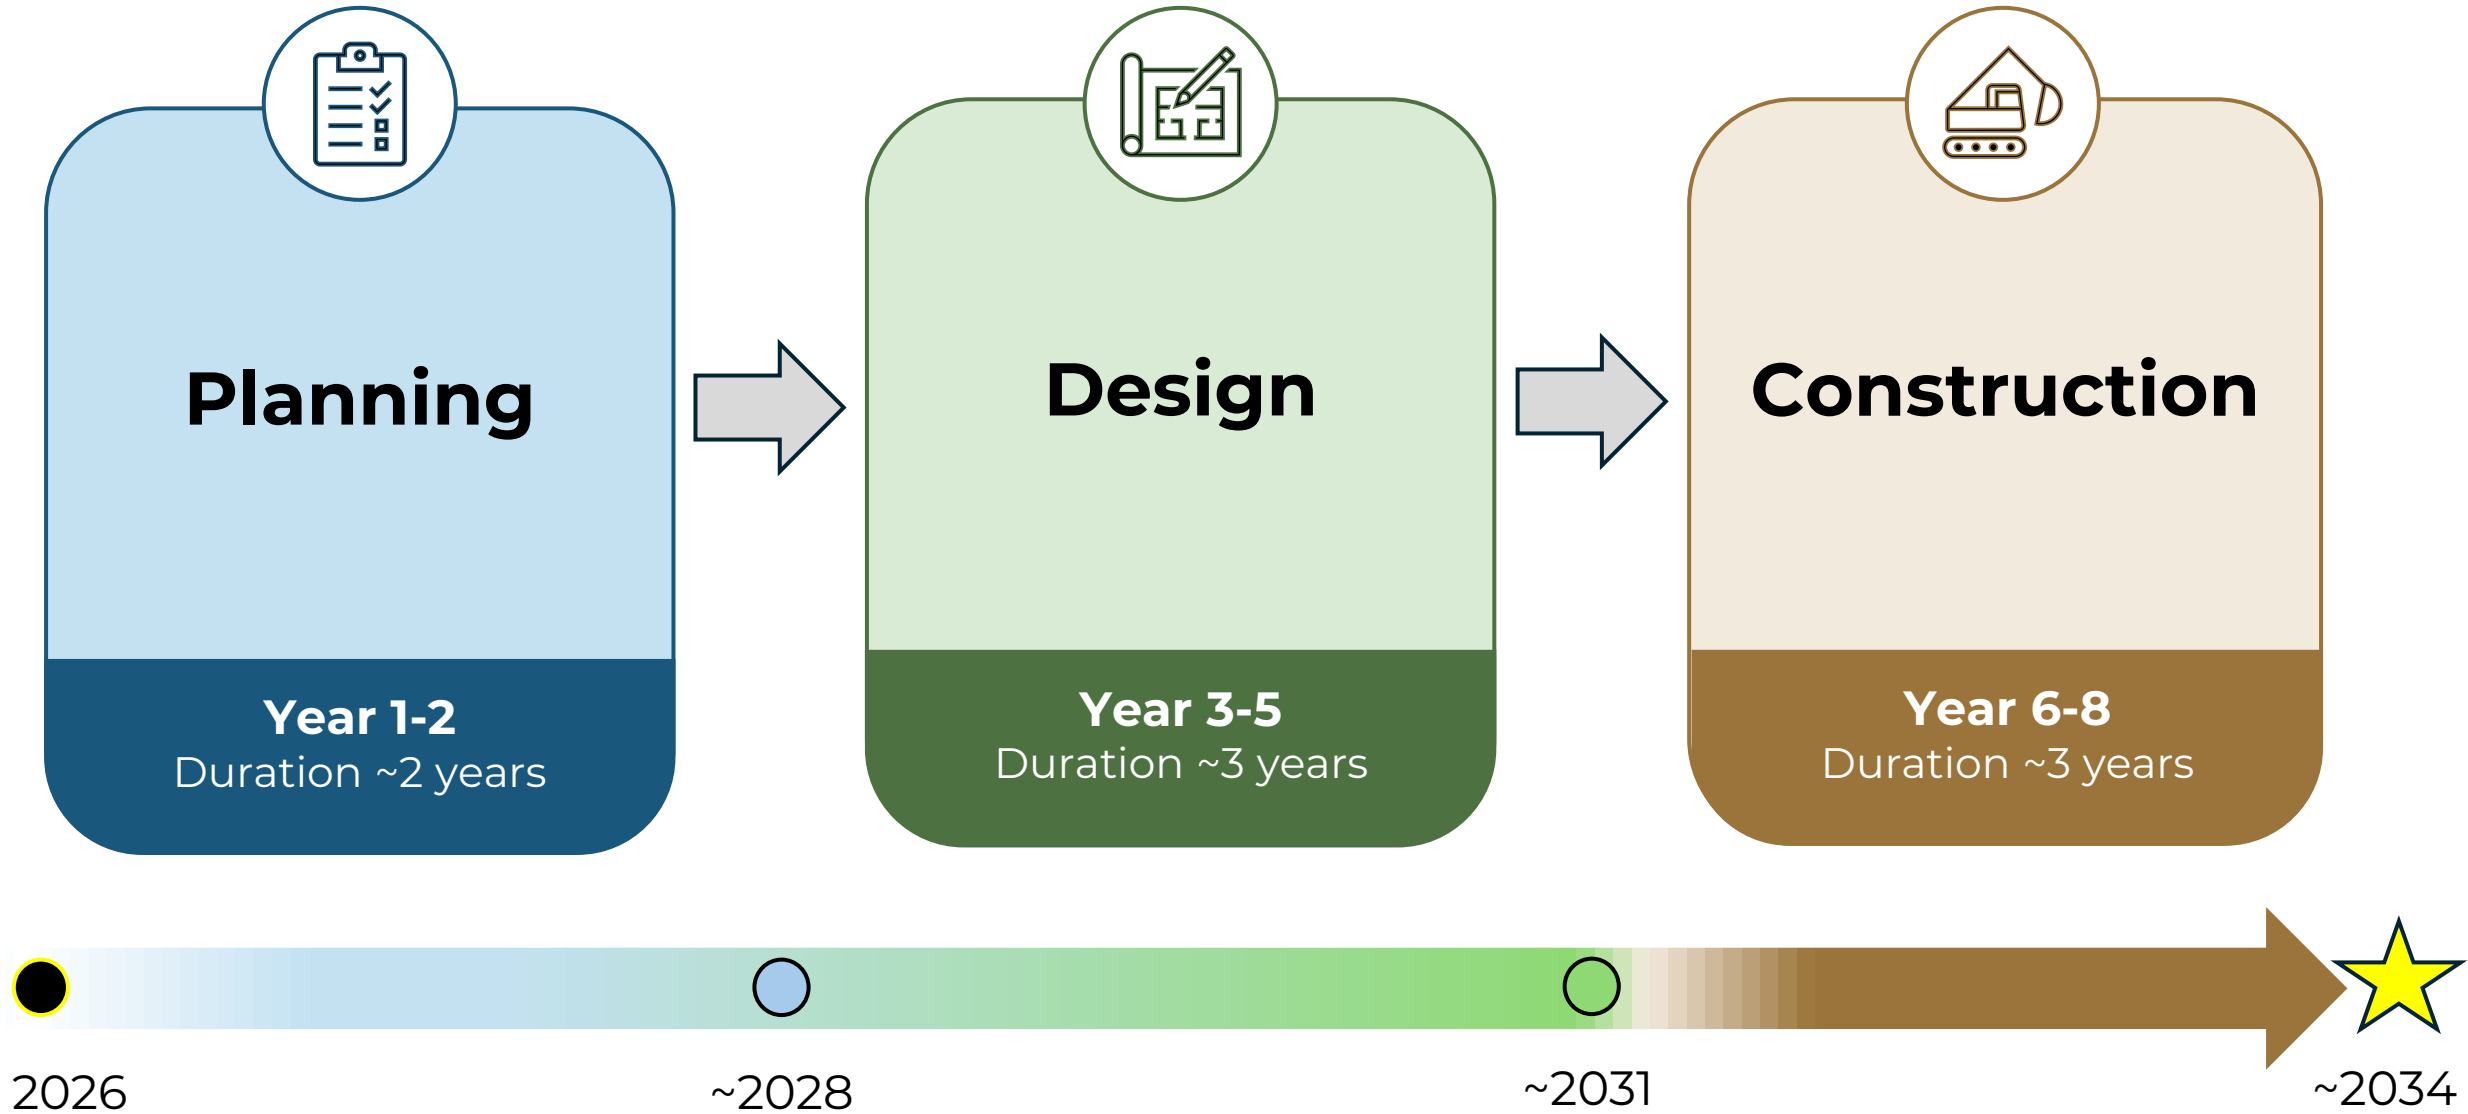 Planning
Year 1-2
Duration ~2 years
Design
Year 3-5
Duration ~3 years
Construction
Year 6-8
Duration ~3 years
2026
~2028
~2031
~2034